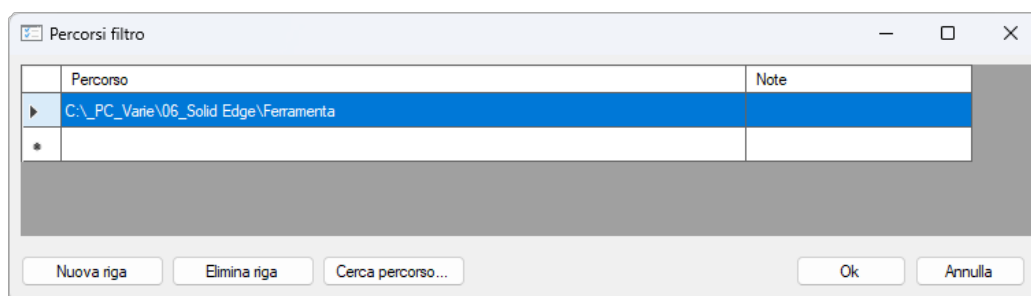 Percorsi filtro
Percorso Note
C:\_PC_Varie\06_Solid Edge\Ferramenta
Nuova riga Elimina riga Cerca percorso... Ok Annulla